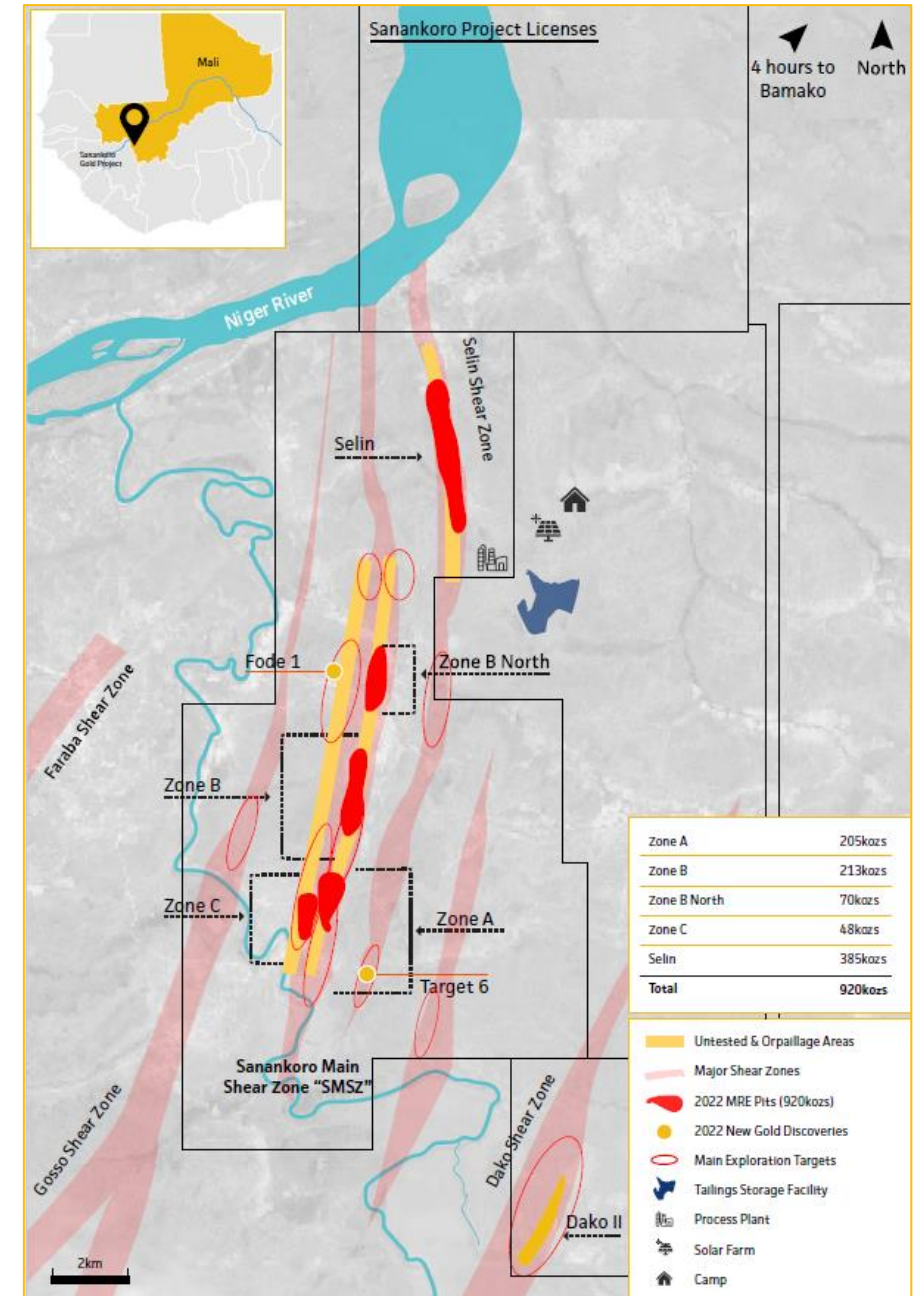 Sanankoro Project Licenses
4 hours to
Bamako
North
Mali
Sanankoro
Gold Project
Niger River
Selin Shear Zone
Selin
Fode 1
Zone B North
Faraba Shear Zone
Zone B
Zone C
Zone A
Target 6
Sanankoro Main
Shear Zone "SMSZ"
Gosso Shear Zone
Dako Shear Zone
Dako II
2km
Zone A 205kozs
Zone B 213kozs
Zone B North 70kozs
Zone C 48kozs
Selin 385kozs
Total 920kozs
Untested & Orpaillage Areas
Major Shear Zones
2022 MRE Pits (920kozs)
2022 New Gold Discoveries
Main Exploration Targets
Tailings Storage Facility
Process Plant
Solar Farm
Camp